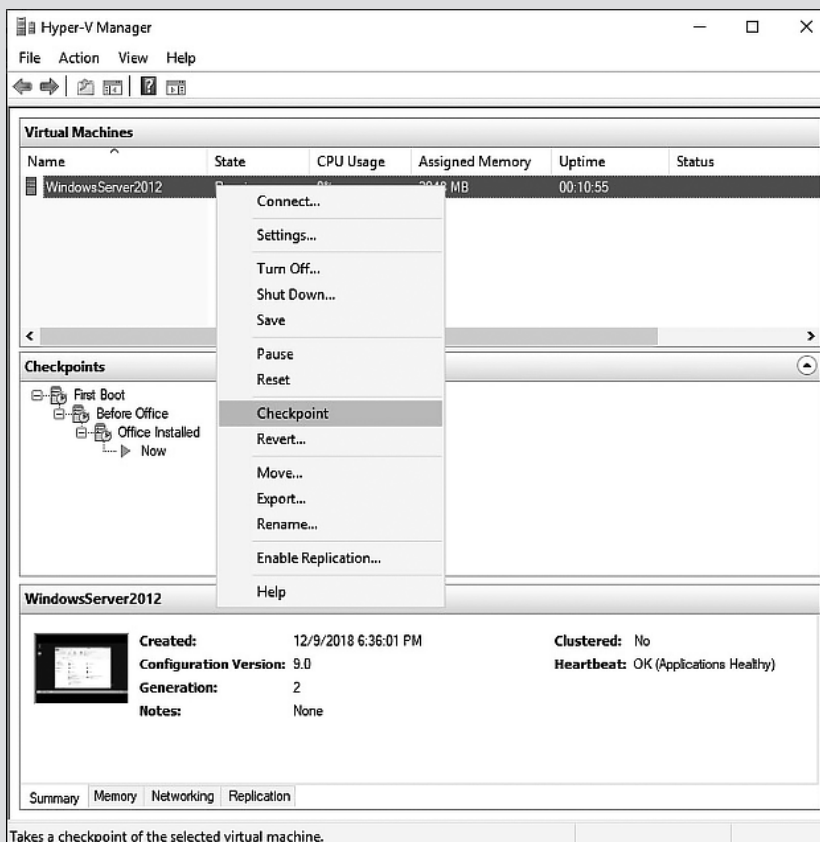 Hyper-V Manager
File Action View Help
Virtual Machines
Name State CPU Usage Assigned Memory Uptime Status
WindowsServer2012 MB 00:10:55
Connect...
Settings...
Turn Off...
Shut Down...
Save
Pause
Reset
Checkpoint
Revert...
Move...
Export...
Rename...
Enable Replication...
Help
Checkpoints
First Boot
Before Office
Office Installed
Now
WindowsServer2012
Created: 12/9/2018 6:36:01 PM Clustered: No
Configuration Version: 9.0 Heartbeat: OK (Applications Healthy)
Generation: 2
Notes: None
Summary Memory Networking Replication
Takes a checkpoint of the selected virtual machine.